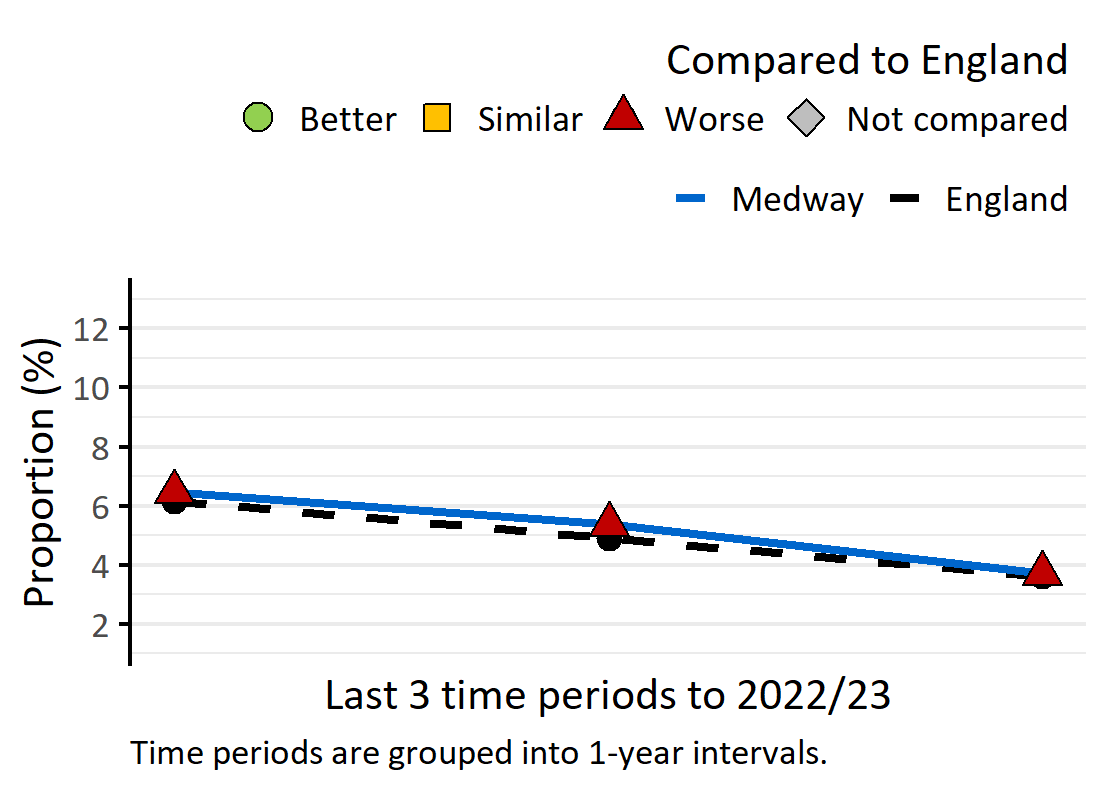 Compared to England
Better Similar Worse Not compared
Medway England
Proportion (%)
12
10
8
6
4
2
Last 3 time periods to 2022/23
Time periods are grouped into 1-year intervals.